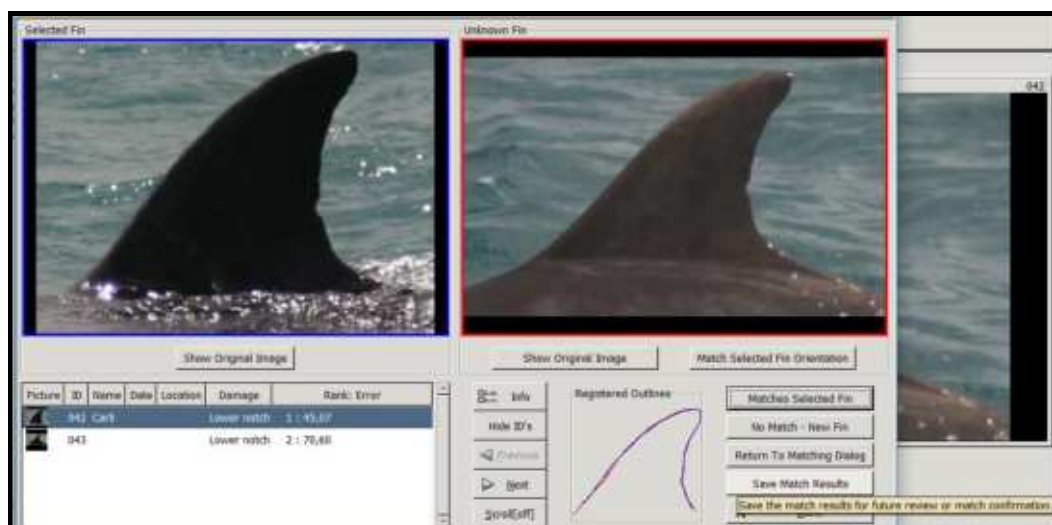 Selected Fin
Unknown Fin
042
Show Original Image
Show Original Image
Match Selected Fin Orientation
Picture ID Name Date Location Damage Rank: Error
042 Lower notch 1 : 45,07
043 Lower notch 2 : 70,60
Info
Hide ID's
Previous
Next
Scroll[off]
Registered Outlines
Matches Selected Fin
No Match - New Fin
Return To Matching Dialog
Save Match Results
Save the match results for future review or match confirmation